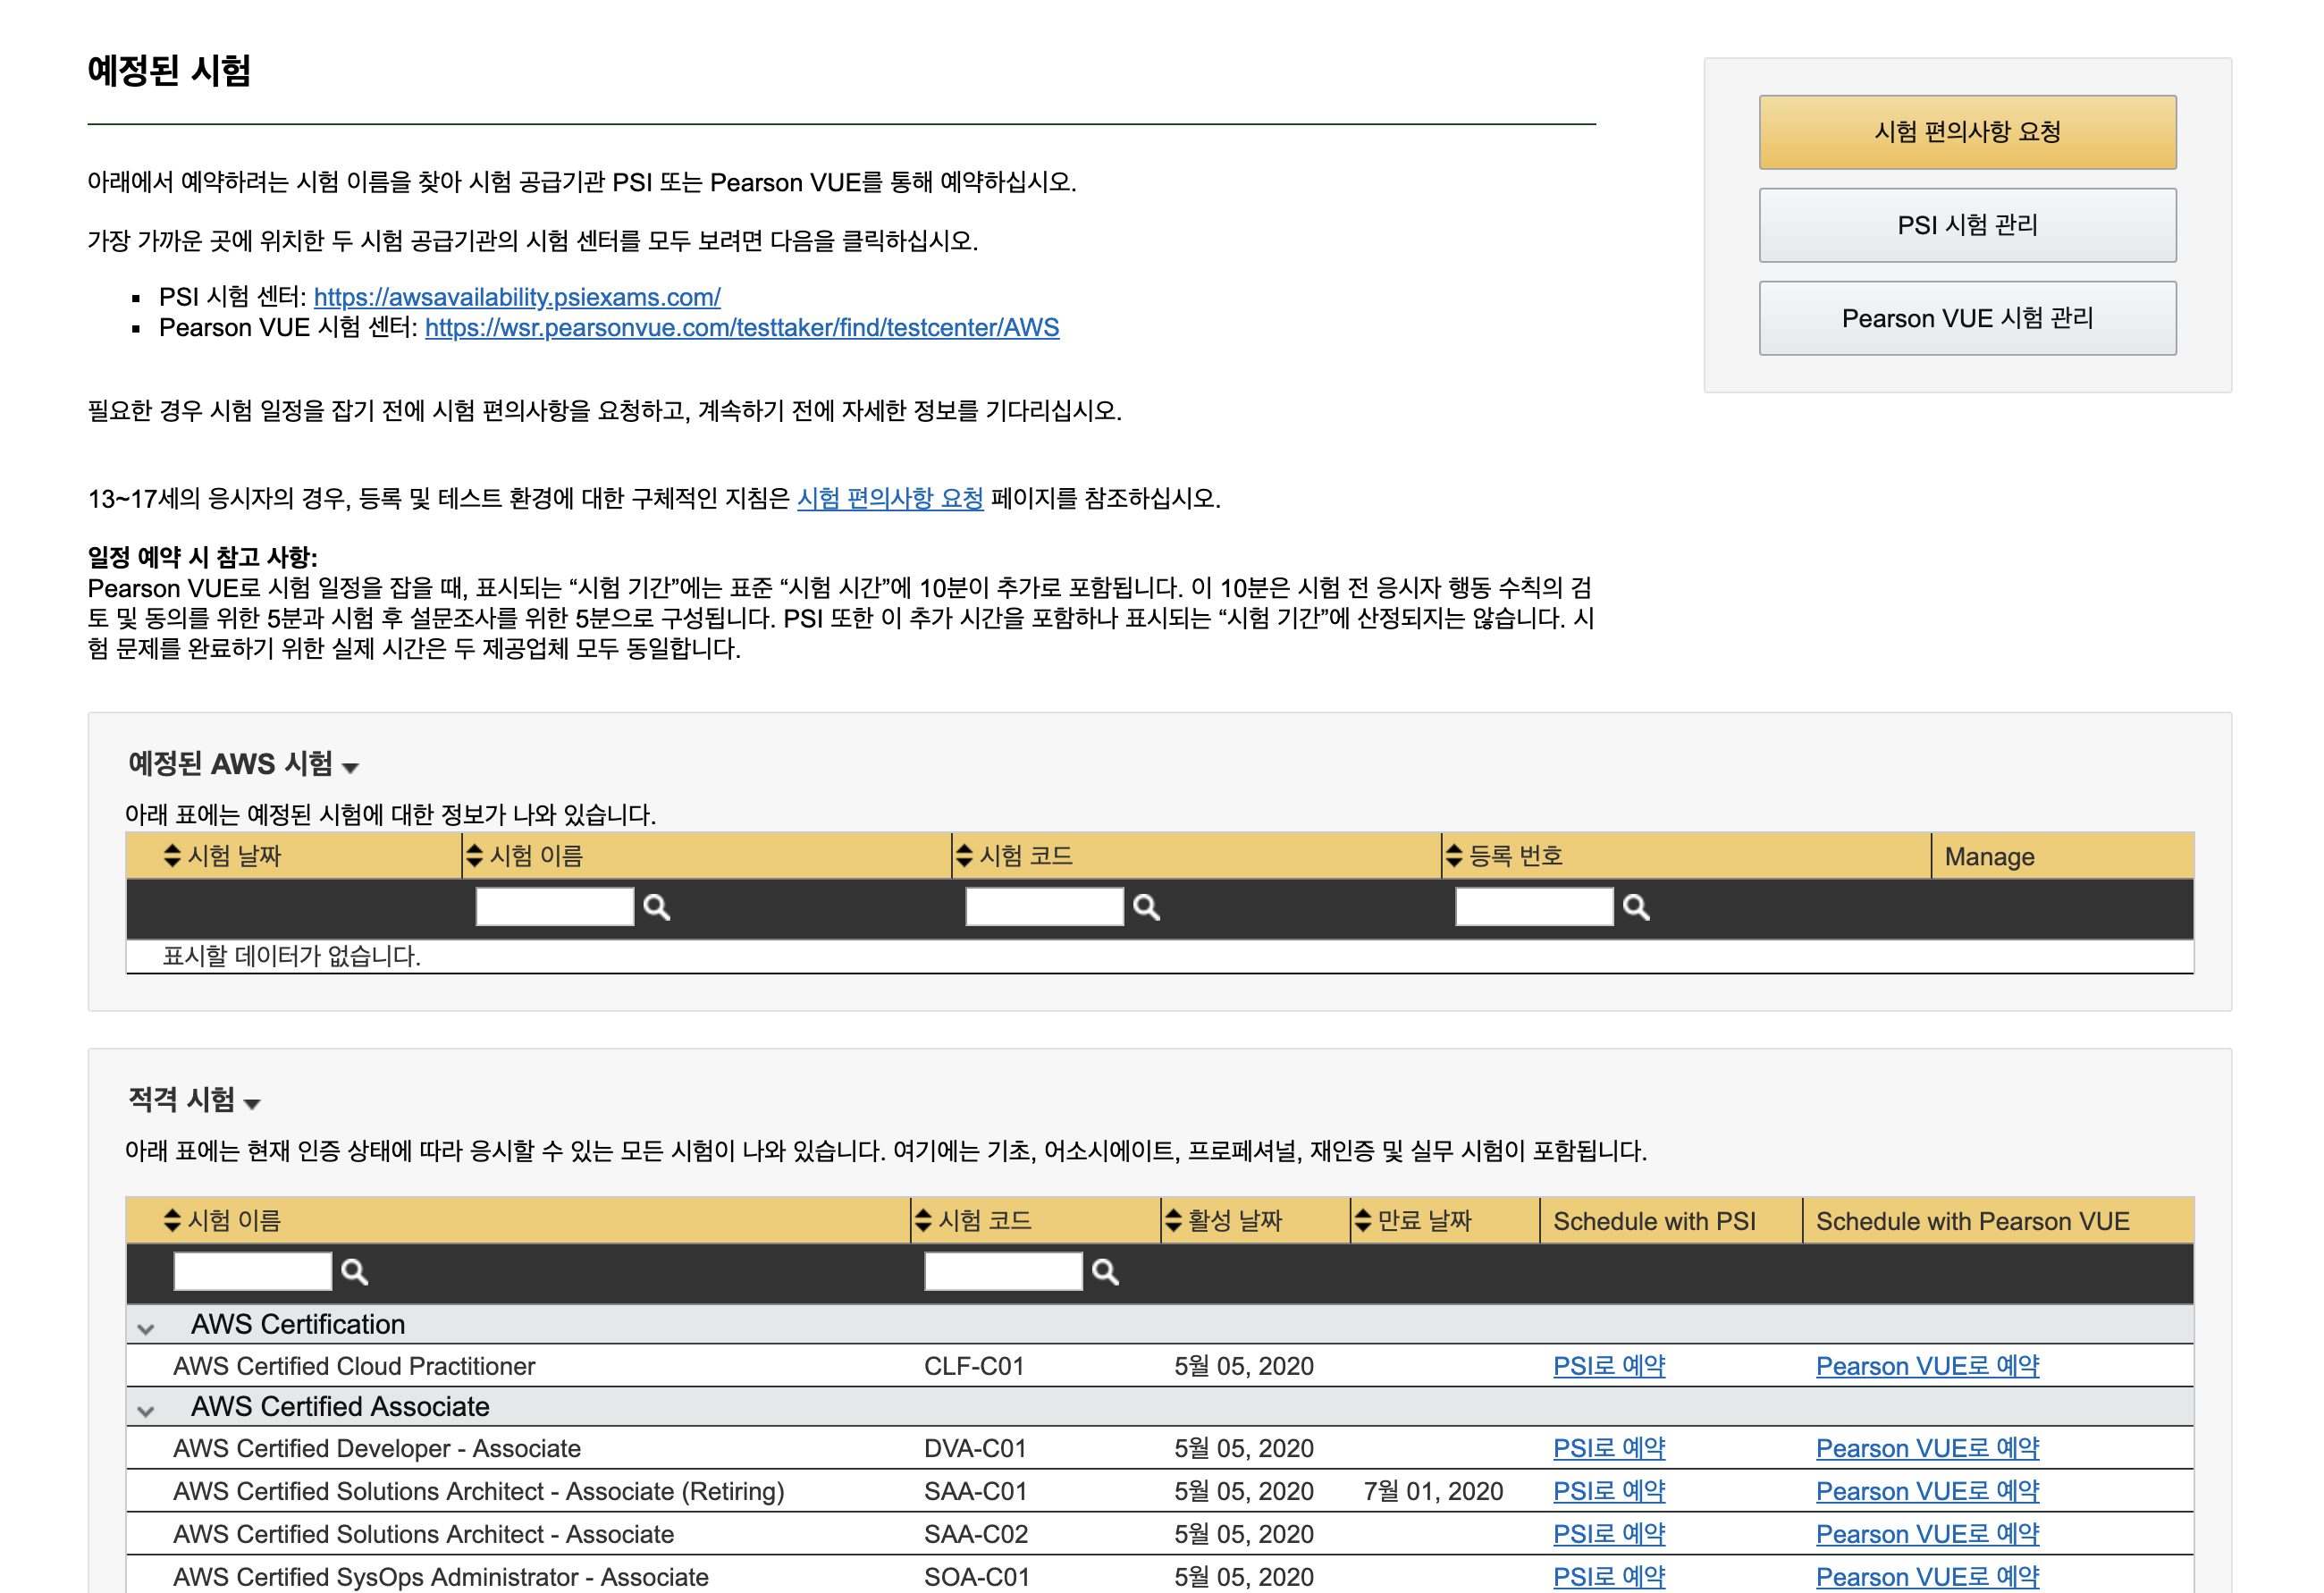 예정된 시험
시험 편의사항 요청
PSI 시험 관리
Pearson VUE 시험 관리
아래에서 예약하려는 시험 이름을 찾아 시험 공급기관 PSI 또는 Pearson VUE를 통해 예약하십시오.
가장 가까운 곳에 위치한 두 시험 공급기관의 시험 센터를 모두 보려면 다음을 클릭하십시오.
▪ PSI 시험 센터: https://awsavailability.psiexams.com/
▪ Pearson VUE 시험 센터: https://wsr.pearsonvue.com/testtaker/find/testcenter/AWS
필요한 경우 시험 일정을 잡기 전에 시험 편의사항을 요청하고, 계속하기 전에 자세한 정보를 기다리십시오.
13~17세의 응시자의 경우, 등록 및 테스트 환경에 대한 구체적인 지침은 시험 편의사항 요청 페이지를 참조하십시오.
일정 예약 시 참고 사항:
Pearson VUE로 시험 일정을 잡을 때, 표시되는 “시험 기간”에는 표준 “시험 시간”에 10분이 추가로 포함됩니다. 이 10분은 시험 전 응시자 행동 수칙의 검
토 및 동의를 위한 5분과 시험 후 설문조사를 위한 5분으로 구성됩니다. PSI 또한 이 추가 시간을 포함하나 표시되는 “시험 기간”에 산정되지는 않습니다. 시
험 문제를 완료하기 위한 실제 시간은 두 제공업체 모두 동일합니다.
예정된 AWS 시험
아래 표에는 예정된 시험에 대한 정보가 나와 있습니다.
시험 날짜 시험 이름 시험 코드 등록 번호 Manage
표시할 데이터가 없습니다.
적격 시험
아래 표에는 현재 인증 상태에 따라 응시할 수 있는 모든 시험이 나와 있습니다. 여기에는 기초, 어소시에이트, 프로페셔널, 재인증 및 실무 시험이 포함됩니다.
시험 이름 시험 코드 활성 날짜 만료 날짜 Schedule with PSI Schedule with Pearson VUE
AWS Certification
AWS Certified Cloud Practitioner CLF-C01 5월 05, 2020 PSI로 예약 Pearson VUE로 예약
AWS Certified Associate
AWS Certified Developer - Associate DVA-C01 5월 05, 2020 PSI로 예약 Pearson VUE로 예약
AWS Certified Solutions Architect - Associate (Retiring) SAA-C01 5월 05, 2020 7월 01, 2020 PSI로 예약 Pearson VUE로 예약
AWS Certified Solutions Architect - Associate SAA-C02 5월 05, 2020 PSI로 예약 Pearson VUE로 예약
AWS Certified SysOps Administrator - Associate SOA-C01 5월 05, 2020 PSI로 예약 Pearson VUE로 예약